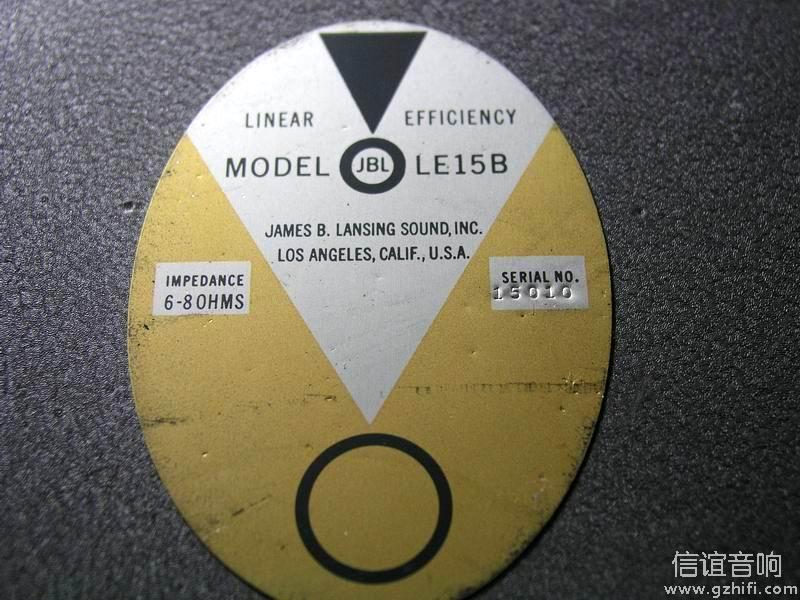 LINEAR EFFICIENCY
MODEL JBL LE15B
JAMES B. LANSING SOUND, INC.
LOS ANGELES, CALIF., U.S.A.
IMPEDANCE
6-8 OHMS
SERIAL NO.
15010
信谊音响
www.gzhifi.com